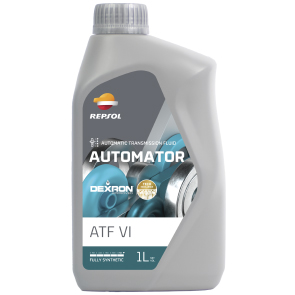 REPSOL
AUTOMATIC TRANSMISSION FLUID
AUTOMATOR
DEXRON
ATF VI
1L
FULLY SYNTHETIC